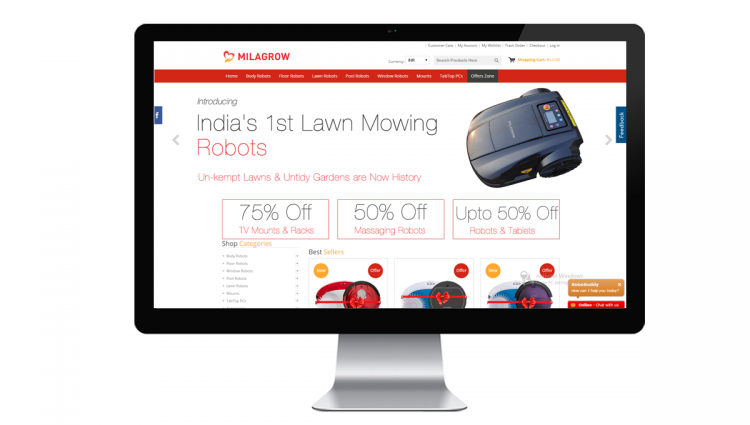 Customer Care | My Account | My Wishlist | Track Order | Checkout | Log In
MILAGROW
Currency: INR Search Products Here Shopping Cart
Home Body Robots Floor Robots Lawn Robots Pool Robots Window Robots Mounts TabTop PCs Offers Zone
f
Introducing
India's 1st Lawn Mowing
Robots
Un-kempt Lawns & Untidy Gardens are Now History
Feedback
75% Off
TV Mounts & Racks
50% Off
Massaging Robots
Upto 50% Off
Robots & Tablets
Shop Categories
Body Robots
Floor Robots
Window Robots
Pool Robots
Lawn Robots
Mounts
TabTop PCs
Best Sellers
New Offer
Offer
New Offer
Windows
RoboBuddy
How can I help you today?
Online - Chat with us